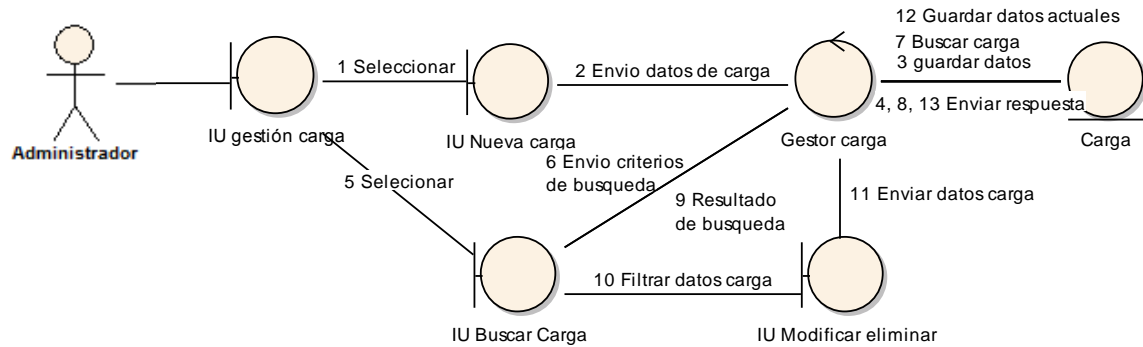 12 Guardar datos actuales
7 Buscar carga
3 guardar datos
1 Seleccionar
2 Envio datos de carga
4, 8, 13 Enviar respuesta
IU gestión carga
IU Nueva carga
Gestor carga
Carga
Administrador
6 Envio criterios
de busqueda
5 Selecionar
9 Resultado
de busqueda
11 Enviar datos carga
10 Filtrar datos carga
IU Buscar Carga
IU Modificar eliminar